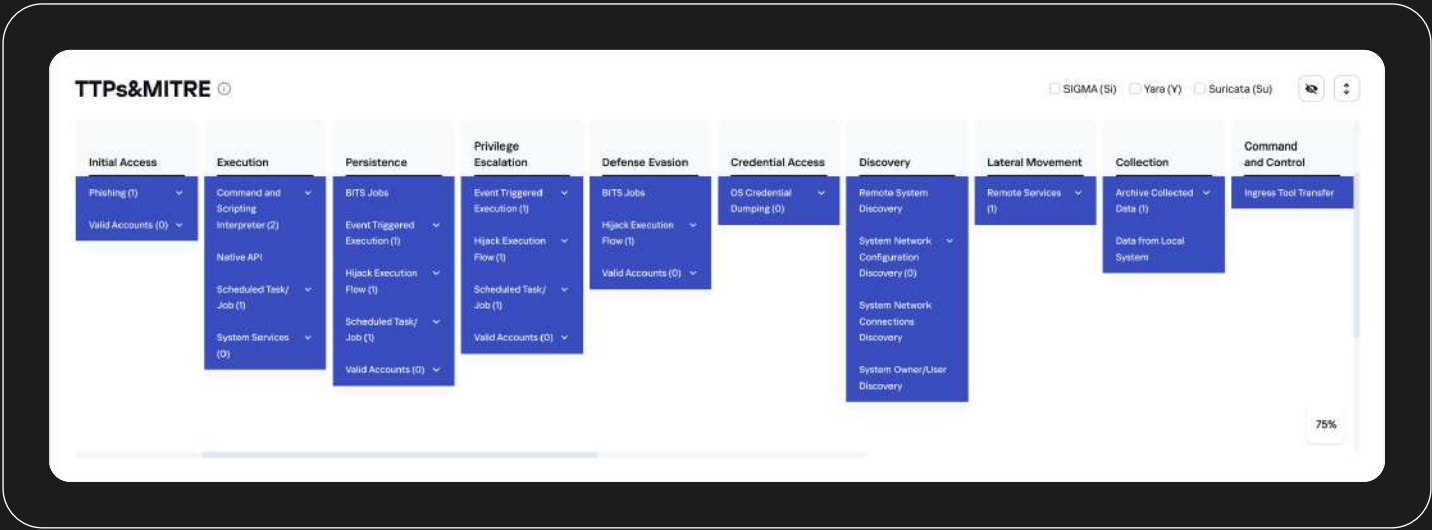 TTPs&MITRE
SIGMA (Si)
Yara (Y)
Suricata (Su)
Initial Access
Phishing (1)
Valid Accounts (0)
Execution
Command and
Scripting
Interpreter (2)
Native API
Scheduled Task/
Job (1)
System Services
(0)
Persistence
BITS Jobs
Event Triggered
Execution (1)
Hijack Execution
Flow (1)
Scheduled Task/
Job (1)
Valid Accounts (0)
Privilege
Escalation
Event Triggered
Execution (1)
Hijack Execution
Flow (1)
Scheduled Task/
Job (1)
Valid Accounts (0)
Defense Evasion
BITS Jobs
Hijack Execution
Flow (1)
Valid Accounts (0)
Credential Access
OS Credential
Dumping (0)
Discovery
Remote System
Discovery
System Network
Configuration
Discovery (0)
System Network
Connections
Discovery
System Owner/User
Discovery
Lateral Movement
Remote Services
(1)
Collection
Archive Collected
Data (1)
Data from Local
System
Command
and Control
Ingress Tool Transfer
75%